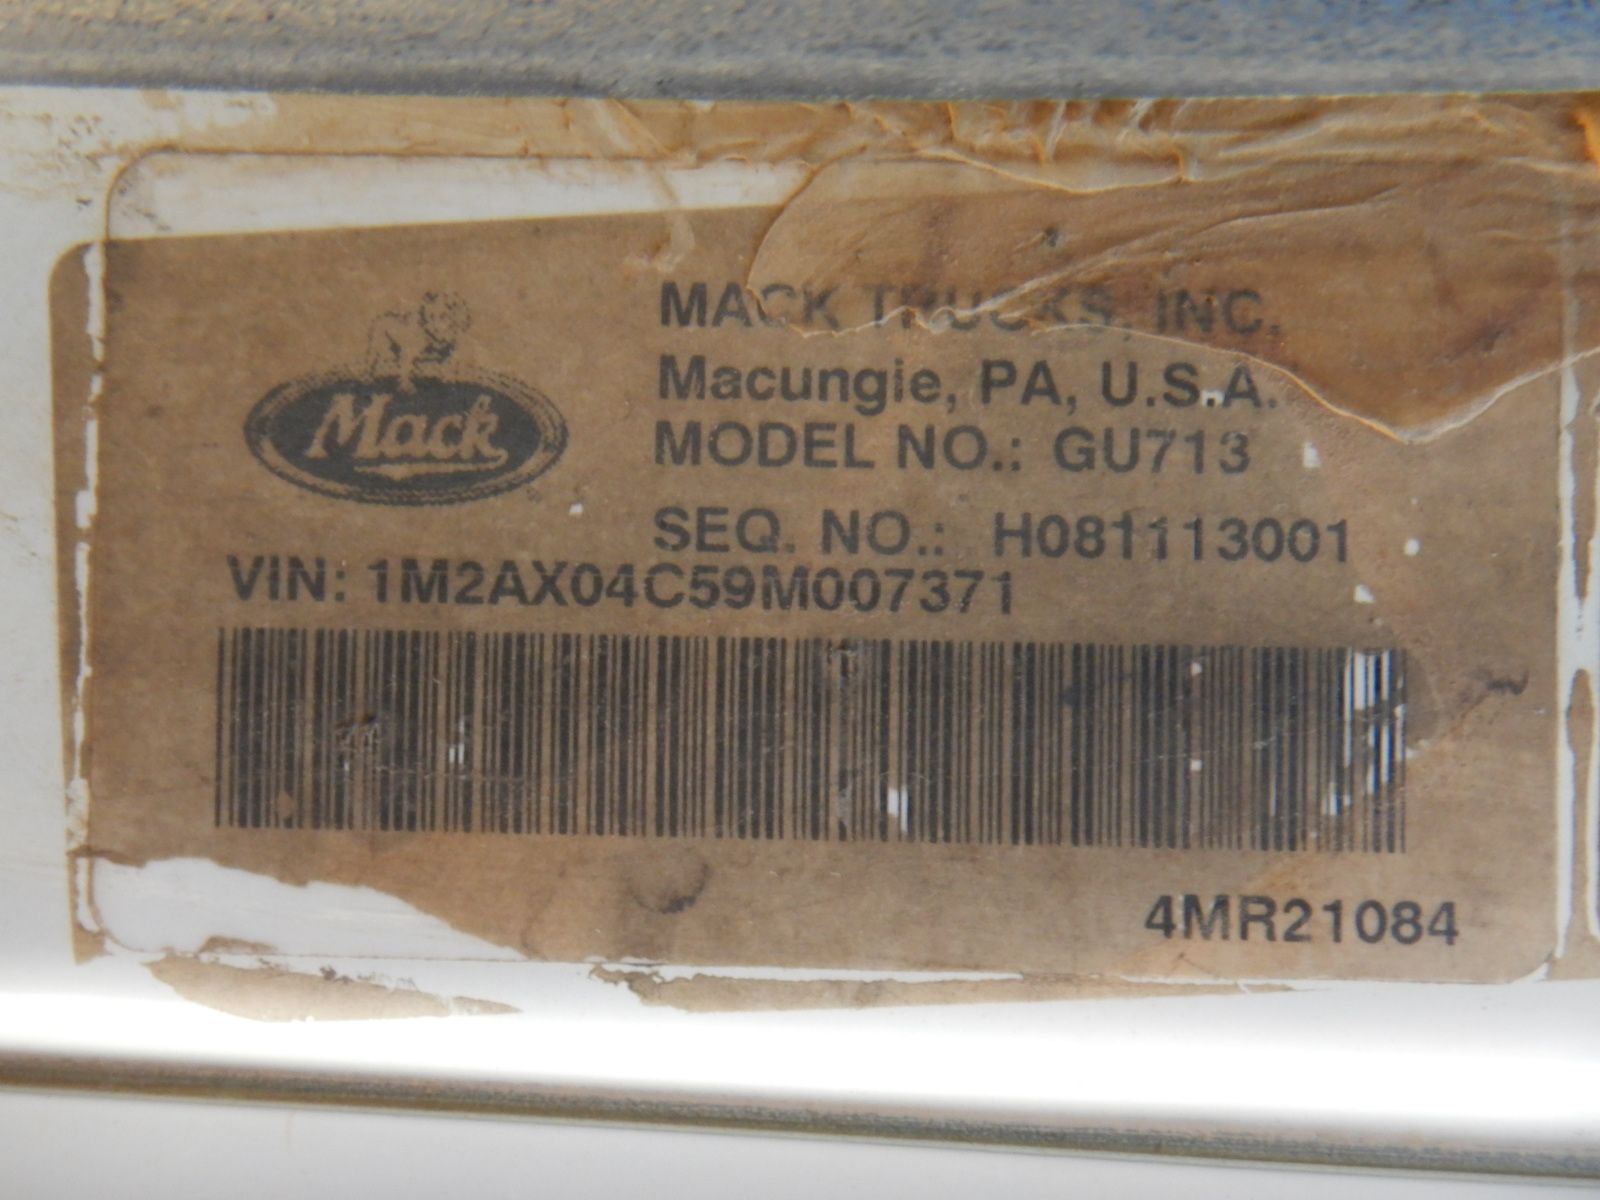 Mack
MACK TRUCKS, INC.
Macungie, PA, U.S.A.
MODEL NO.: GU713
SEQ. NO.: H081113001
VIN: 1M2AX04C59M007371
4MR21084